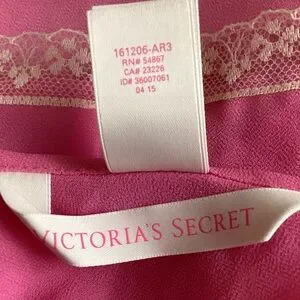 161206-AR3
RN# 54867
CA# 23226
ID# 36007061
04 15
VICTORIA'S SECRET